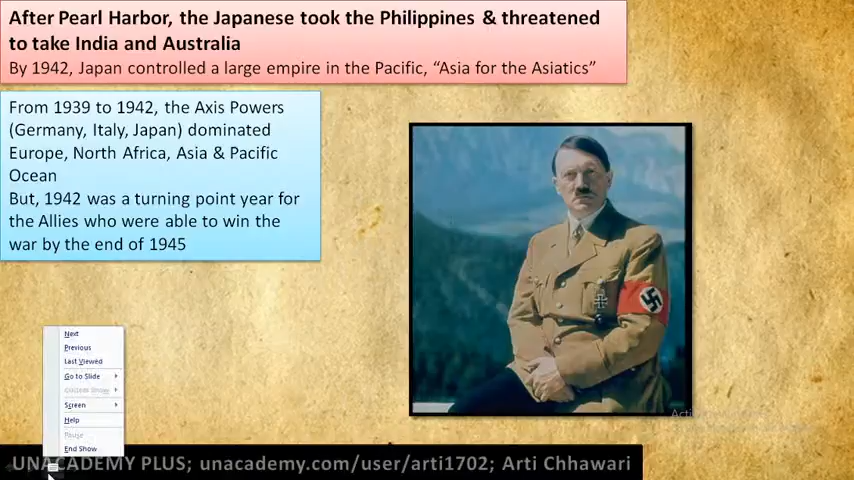 After Pearl Harbor, the Japanese took the Philippines & threatened
to take India and Australia
By 1942, Japan controlled a large empire in the Pacific, “Asia for the Asiatics”
From 1939 to 1942, the Axis Powers
(Germany, Italy, Japan) dominated
Europe, North Africa, Asia & Pacific
Ocean
But, 1942 was a turning point year for
the Allies who were able to win the
war by the end of 1945
Next
Previous
Last Viewed
Go to Slide
Custom Show
Screen
Help
Pause
End Show
UNACADEMY PLUS; unacademy.com/user/arti1702; Arti Chhawari